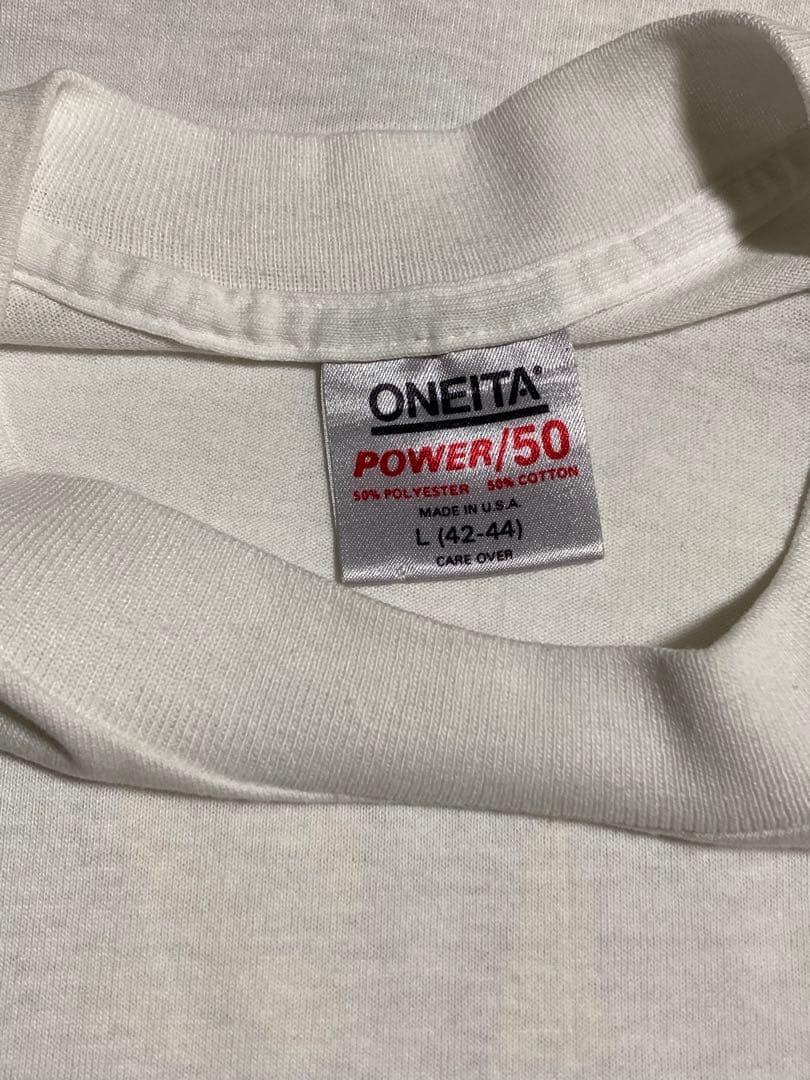 ONEITA®
POWER/50
50% POLYESTER 50% COTTON
MADE IN U.S.A.
L (42-44)
CARE OVER